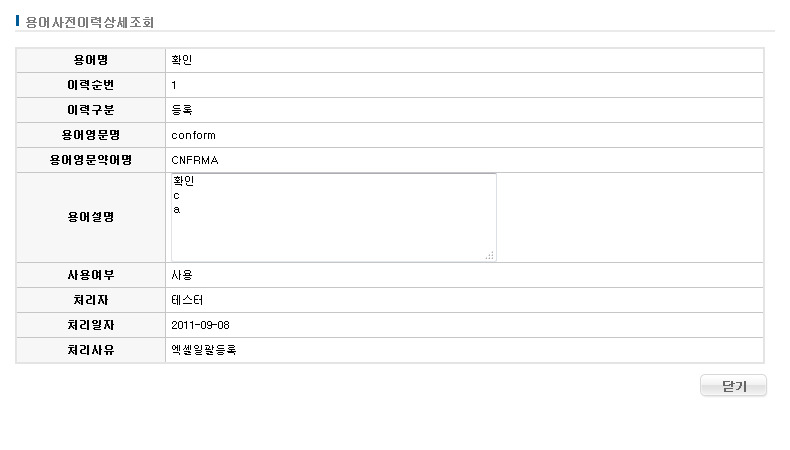 용어사전이력상세조회
용어명 확인
이력순번 1
이력구분 등록
용어영문명 conform
용어영문약어명 CNFRMA
용어설명 확인
c
a
사용여부 사용
처리자 테스터
처리일자 2011-09-08
처리사유 엑셀일괄등록
닫기